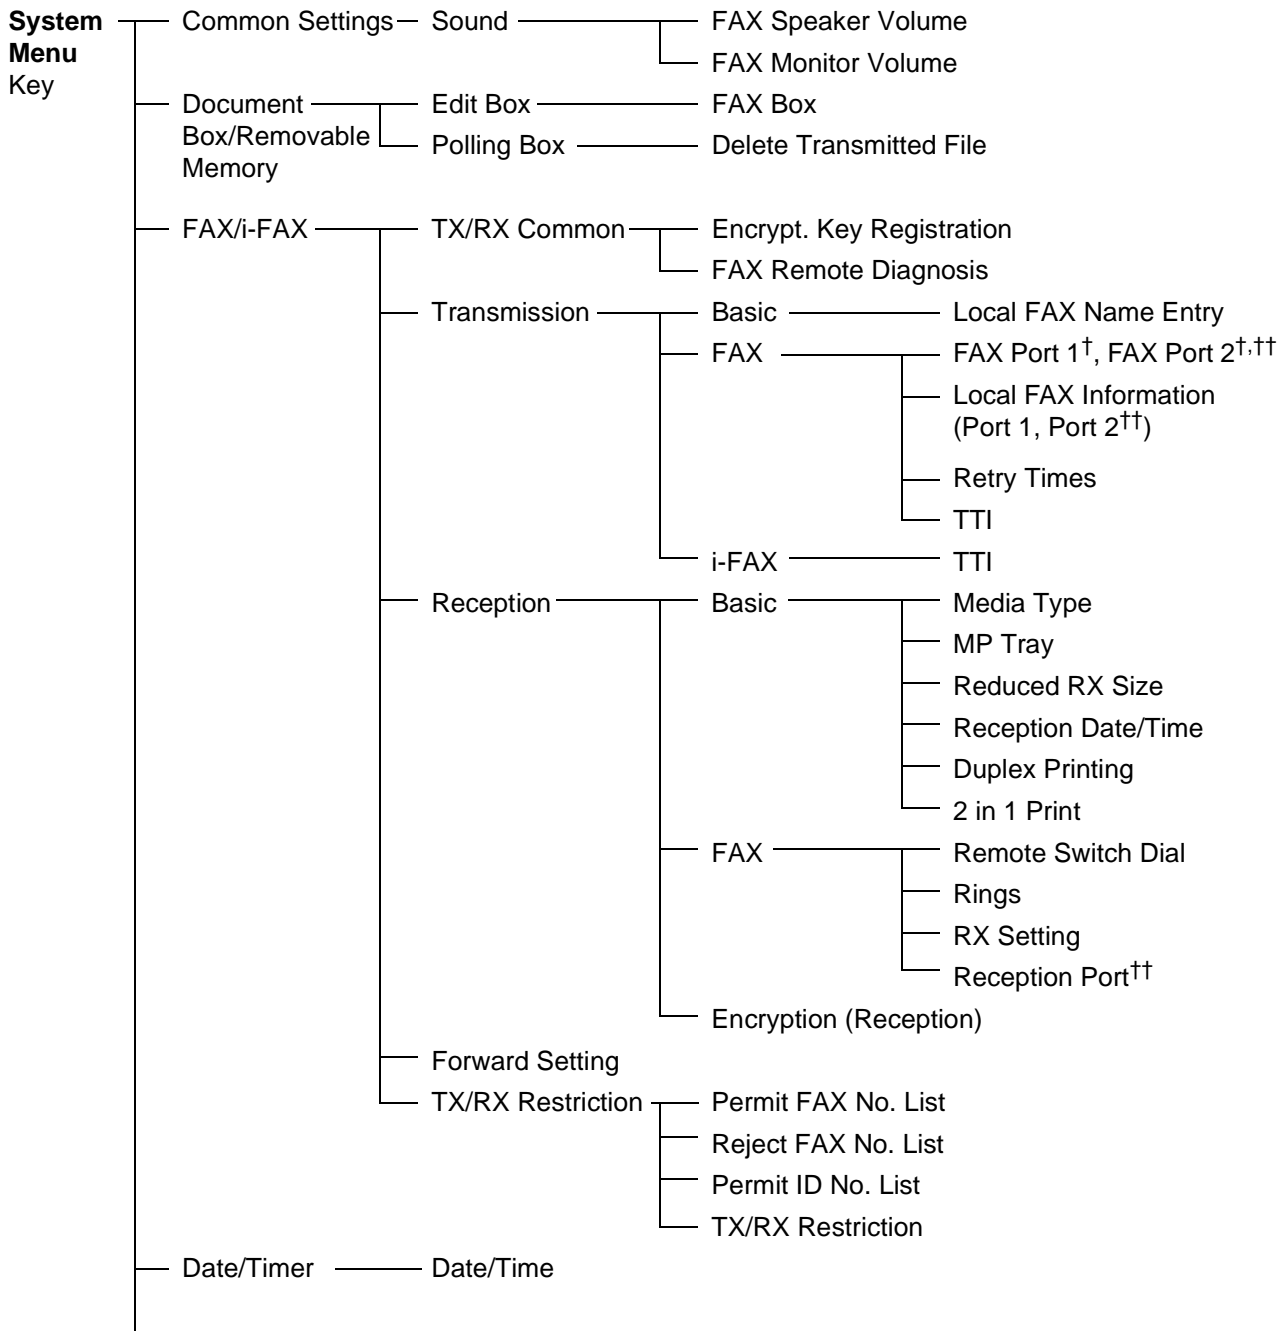 System Menu Key
Common Settings
Sound
FAX Speaker Volume
FAX Monitor Volume
Document Box/Removable Memory
Edit Box
FAX Box
Polling Box
Delete Transmitted File
FAX/i-FAX
TX/RX Common
Encrypt. Key Registration
FAX Remote Diagnosis
Transmission
Basic
Local FAX Name Entry
FAX
FAX Port 1†, FAX Port 2†,††
Local FAX Information
(Port 1, Port 2††)
Retry Times
TTI
i-FAX
TTI
Reception
Basic
Media Type
MP Tray
Reduced RX Size
Reception Date/Time
Duplex Printing
2 in 1 Print
FAX
Remote Switch Dial
Rings
RX Setting
Reception Port††
Encryption (Reception)
Forward Setting
TX/RX Restriction
Permit FAX No. List
Reject FAX No. List
Permit ID No. List
TX/RX Restriction
Date/Timer
Date/Time